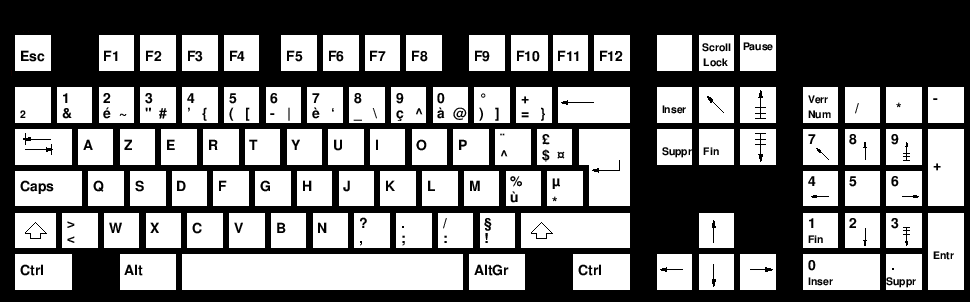 Esc F1 F2 F3 F4 F5 F6 F7 F8 F9 F10 F11 F12 Scroll Lock Pause
2 1 & 2 é ~ 3 " # 4 ' { 5 ( [ 6 - | 7 è ` 8 _ \ 9 ç ^ 0 à @ ° ) ] + = } Inser Verr Num / * -
A Z E R T Y U I O P ¨ ^ £ $ ¤ Suppr Fin 7 8 9 +
Caps Q S D F G H J K L M % ù µ * 4 5 6
> < W X C V B N ? , . ; / : § ! 1 Fin 2 3 Entr
Ctrl Alt AltGr Ctrl 0 Inser . Suppr